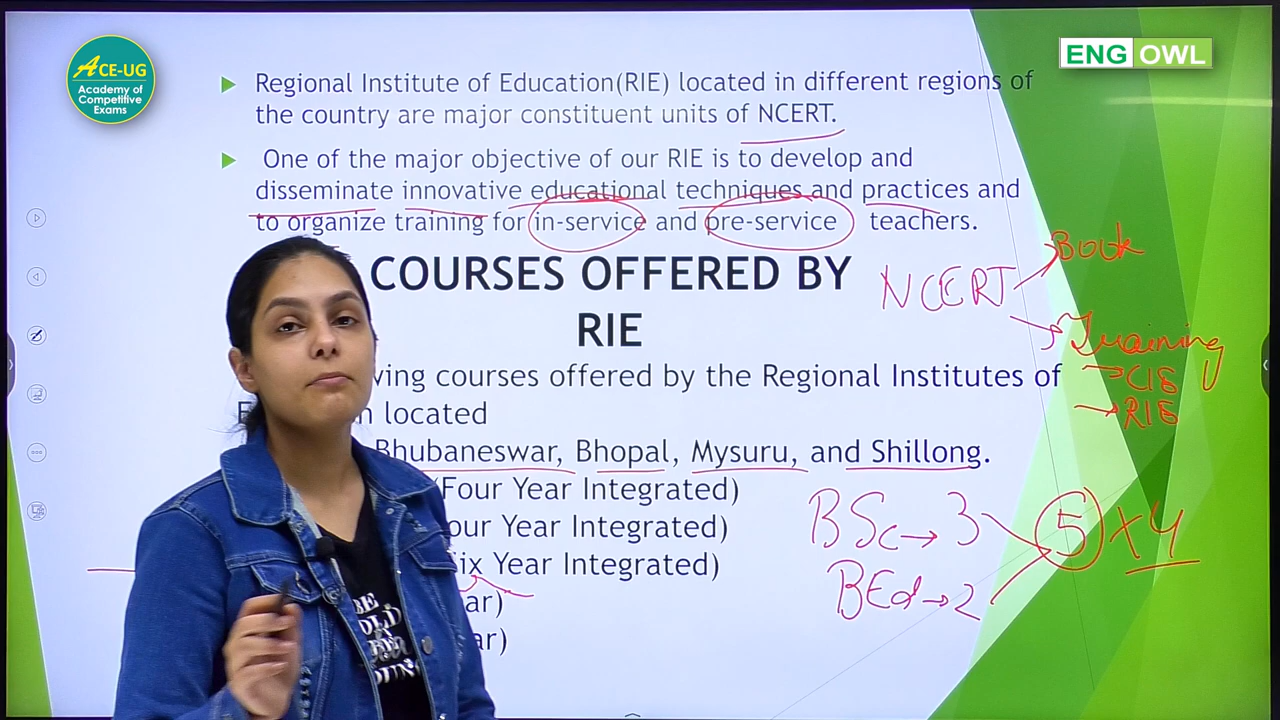 ACE-UG
Academy of
Competitive
Exams
ENG OWL
Regional Institute of Education(RIE) located in different regions of
the country are major constituent units of NCERT.
One of the major objective of our RIE is to develop and
disseminate innovative educational techniques and practices and
to organize training for in-service and pre-service teachers.
COURSES OFFERED BY
RIE
ving courses offered by the Regional Institutes of
located
Bhubaneswar, Bhopal, Mysuru, and Shillong.
(Four Year Integrated)
our Year Integrated)
Six Year Integrated)
ar)
ar)
NCERT
Book
Training
→ CIE
→ RIE
BSc → 3
5 × 4
BEd → 2
BE
OLD